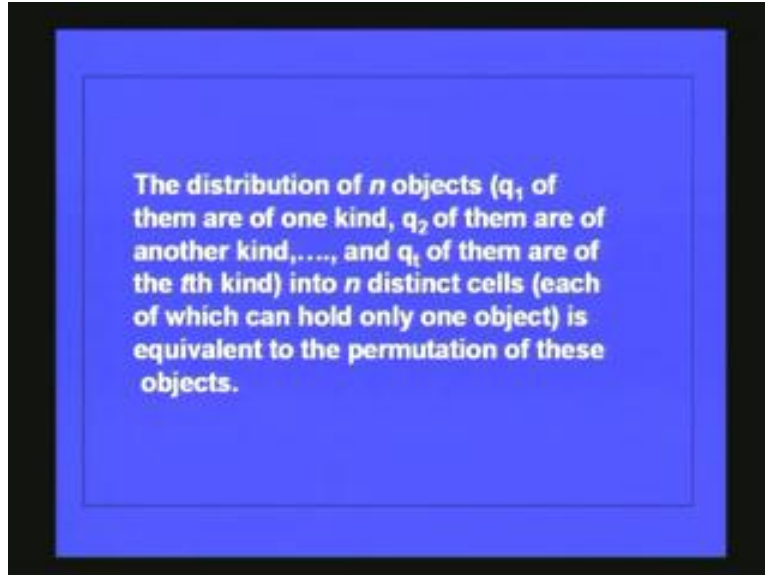 The distribution of n objects (q₁ of
them are of one kind, q₂ of them are of
another kind,...., and qₜ of them are of
the tth kind) into n distinct cells (each
of which can hold only one object) is
equivalent to the permutation of these
objects.